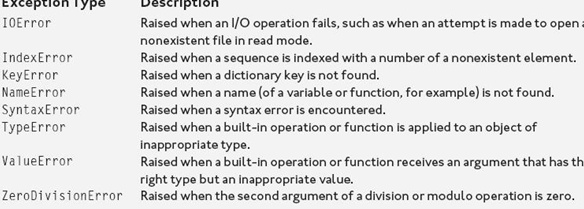 Exception Type Description
IOError Raised when an I/O operation fails, such as when an attempt is made to open a
nonexistent file in read mode.
IndexError Raised when a sequence is indexed with a number of a nonexistent element.
KeyError Raised when a dictionary key is not found.
NameError Raised when a name (of a variable or function, for example) is not found.
SyntaxError Raised when a syntax error is encountered.
TypeError Raised when a built-in operation or function is applied to an object of
inappropriate type.
ValueError Raised when a built-in operation or function receives an argument that has th
right type but an inappropriate value.
ZeroDivisionError Raised when the second argument of a division or modulo operation is zero.